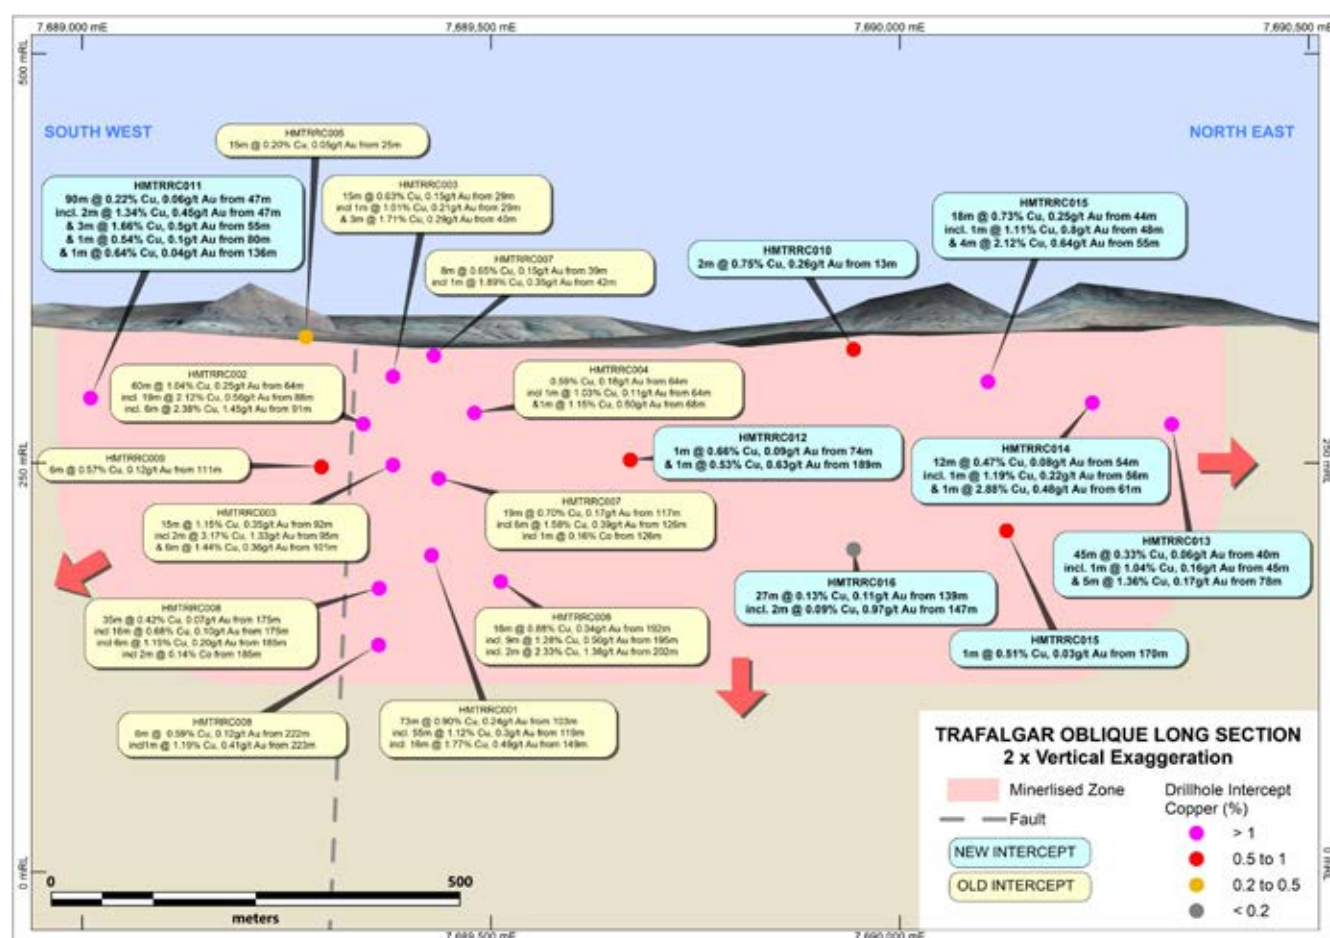 7,689,000 mE
7,689,500 mE
7,690,000 mE
7,690,500 mE
500 mRL
500 mRL
SOUTH WEST
NORTH EAST
HMTRRC005
15m @ 0.20% Cu, 0.05g/t Au from 25m
HMTRRC011
90m @ 0.22% Cu, 0.06g/t Au from 47m
incl. 2m @ 1.34% Cu, 0.45g/t Au from 47m
& 3m @ 1.66% Cu, 0.5g/t Au from 55m
& 1m @ 0.54% Cu, 0.1g/t Au from 80m
& 1m @ 0.64% Cu, 0.04g/t Au from 136m
HMTRRC003
15m @ 0.63% Cu, 0.15g/t Au from 29m
incl 1m @ 1.01% Cu, 0.21g/t Au from 29m
& 3m @ 1.71% Cu, 0.29g/t Au from 40m
HMTRRC007
8m @ 0.65% Cu, 0.15g/t Au from 39m
incl 1m @ 1.89% Cu, 0.35g/t Au from 42m
HMTRRC010
2m @ 0.75% Cu, 0.26g/t Au from 13m
HMTRRC015
18m @ 0.73% Cu, 0.25g/t Au from 44m
incl. 1m @ 1.11% Cu, 0.8g/t Au from 48m
& 4m @ 2.12% Cu, 0.64g/t Au from 55m
HMTRRC002
60m @ 1.04% Cu, 0.25g/t Au from 64m
incl. 19m @ 2.12% Cu, 0.56g/t Au from 88m
incl. 6m @ 2.38% Cu, 1.45g/t Au from 91m
HMTRRC004
0.59% Cu, 0.18g/t Au from 64m
incl 1m @ 1.03% Cu, 0.11g/t Au from 64m
&1m @ 1.15% Cu, 0.60g/t Au from 68m
HMTRRC009
6m @ 0.57% Cu, 0.12g/t Au from 111m
HMTRRC012
1m @ 0.66% Cu, 0.09g/t Au from 74m
& 1m @ 0.53% Cu, 0.63g/t Au from 189m
HMTRRC014
12m @ 0.47% Cu, 0.08g/t Au from 54m
incl. 1m @ 1.19% Cu, 0.22g/t Au from 56m
& 1m @ 2.88% Cu, 0.48g/t Au from 61m
250 mRL
250 mRL
HMTRRC003
15m @ 1.15% Cu, 0.35g/t Au from 92m
incl 2m @ 3.17% Cu, 1.33g/t Au from 95m
& 6m @ 1.44% Cu, 0.36g/t Au from 101m
HMTRRC007
19m @ 0.70% Cu, 0.17g/t Au from 117m
incl 6m @ 1.58% Cu, 0.39g/t Au from 126m
incl 1m @ 0.16% Co from 126m
HMTRRC013
45m @ 0.33% Cu, 0.06g/t Au from 40m
incl. 1m @ 1.04% Cu, 0.16g/t Au from 45m
& 5m @ 1.36% Cu, 0.17g/t Au from 78m
HMTRRC016
27m @ 0.13% Cu, 0.11g/t Au from 139m
incl. 2m @ 0.09% Cu, 0.97g/t Au from 147m
HMTRRC008
35m @ 0.42% Cu, 0.07g/t Au from 175m
incl 16m @ 0.68% Cu, 0.10g/t Au from 175m
incl 6m @ 1.15% Cu, 0.20g/t Au from 185m
incl 2m @ 0.14% Co from 185m
HMTRRC006
16m @ 0.88% Cu, 0.34g/t Au from 192m
incl. 9m @ 1.28% Cu, 0.50g/t Au from 195m
incl. 2m @ 2.33% Cu, 1.38g/t Au from 202m
HMTRRC015
1m @ 0.51% Cu, 0.03g/t Au from 170m
HMTRRC008
6m @ 0.59% Cu, 0.12g/t Au from 222m
incl1m @ 1.19% Cu, 0.41g/t Au from 223m
HMTRRC001
73m @ 0.90% Cu, 0.24g/t Au from 103m
incl. 55m @ 1.12% Cu, 0.3g/t Au from 119m
incl. 16m @ 1.77% Cu, 0.49g/t Au from 149m
TRAFALGAR OBLIQUE LONG SECTION
2 x Vertical Exaggeration
Minerlised Zone
Fault
NEW INTERCEPT
OLD INTERCEPT
Drillhole Intercept
Copper (%)
> 1
0.5 to 1
0.2 to 0.5
< 0.2
0 mRL
0 mRL
0
500
meters
7,689,500 mE
7,690,000 mE